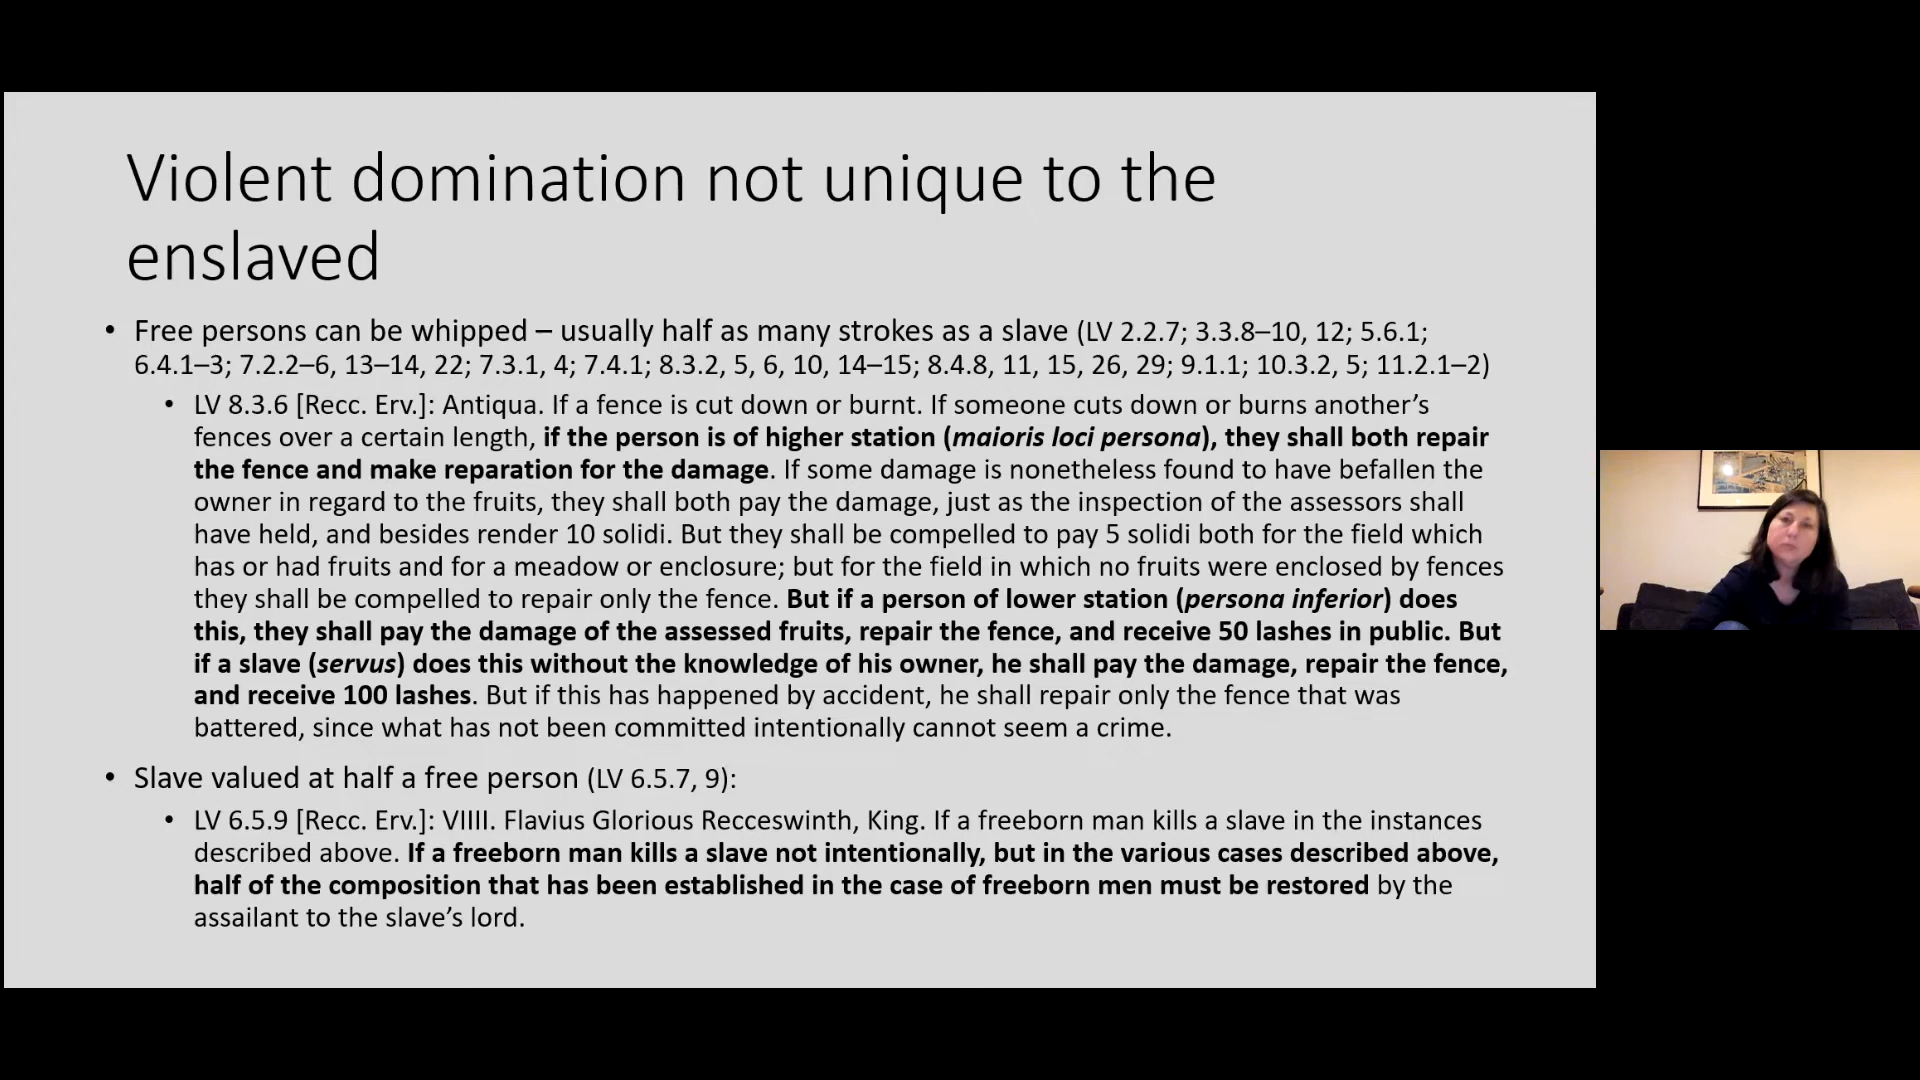 Violent domination not unique to the
enslaved
• Free persons can be whipped – usually half as many strokes as a slave (LV 2.2.7; 3.3.8–10, 12; 5.6.1;
6.4.1–3; 7.2.2–6, 13–14, 22; 7.3.1, 4; 7.4.1; 8.3.2, 5, 6, 10, 14–15; 8.4.8, 11, 15, 26, 29; 9.1.1; 10.3.2, 5; 11.2.1–2)
• LV 8.3.6 [Recc. Erv.]: Antiqua. If a fence is cut down or burnt. If someone cuts down or burns another’s
fences over a certain length, if the person is of higher station (maioris loci persona), they shall both repair
the fence and make reparation for the damage. If some damage is nonetheless found to have befallen the
owner in regard to the fruits, they shall both pay the damage, just as the inspection of the assessors shall
have held, and besides render 10 solidi. But they shall be compelled to pay 5 solidi both for the field which
has or had fruits and for a meadow or enclosure; but for the field in which no fruits were enclosed by fences
they shall be compelled to repair only the fence. But if a person of lower station (persona inferior) does
this, they shall pay the damage of the assessed fruits, repair the fence, and receive 50 lashes in public. But
if a slave (servus) does this without the knowledge of his owner, he shall pay the damage, repair the fence,
and receive 100 lashes. But if this has happened by accident, he shall repair only the fence that was
battered, since what has not been committed intentionally cannot seem a crime.
• Slave valued at half a free person (LV 6.5.7, 9):
• LV 6.5.9 [Recc. Erv.]: VIIII. Flavius Glorious Recceswinth, King. If a freeborn man kills a slave in the instances
described above. If a freeborn man kills a slave not intentionally, but in the various cases described above,
half of the composition that has been established in the case of freeborn men must be restored by the
assailant to the slave’s lord.